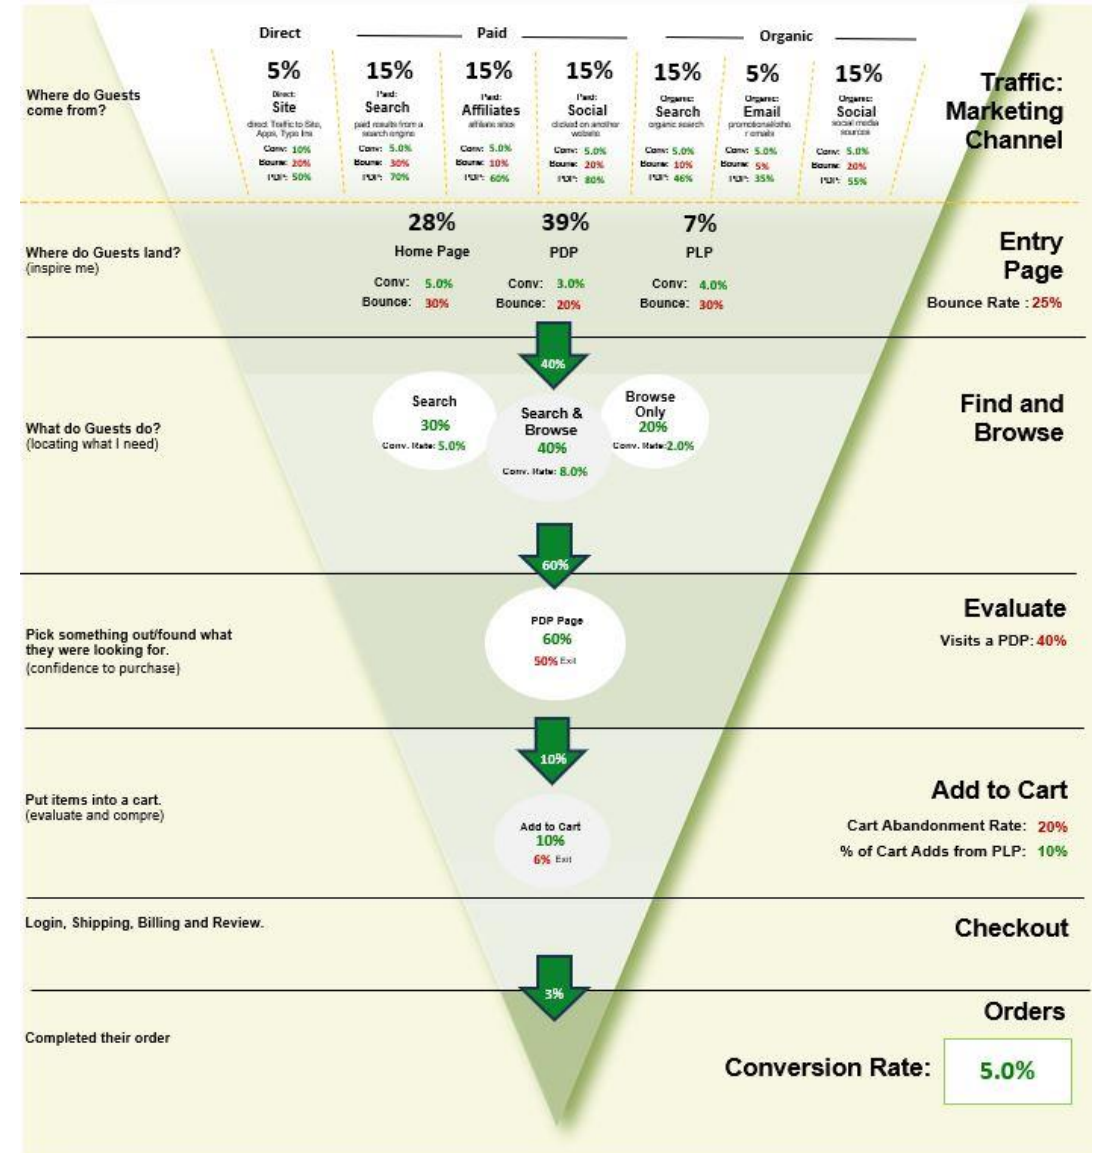 Direct
Paid
Organic
5%
15%
15%
15%
15%
5%
15%
Where do Guests
come from?
Direct:
Site
direct Traffic to Site,
Apps, Type Ins
Conv: 10%
Bounce: 20%
PDP: 50%
Paid:
Search
paid results from a
search engine
Conv: 5.0%
Bounce: 30%
PDP: 70%
Paid:
Affiliates
affiliate sites
Conv: 5.0%
Bounce: 10%
PDP: 60%
Paid:
Social
clicked on another
website
Conv: 5.0%
Bounce: 20%
PDP: 80%
Organic:
Search
organic search
Conv: 5.0%
Bounce: 10%
PDP: 46%
Organic:
Email
promotional/othe
r emails
Conv: 5.0%
Bounce: 5%
PDP: 35%
Organic:
Social
social media
sources
Conv: 5.0%
Bounce: 20%
PDP: 55%
Traffic:
Marketing
Channel
Where do Guests land?
(inspire me)
28%
Home Page
Conv: 5.0%
Bounce: 30%
39%
PDP
Conv: 3.0%
Bounce: 20%
7%
PLP
Conv: 4.0%
Bounce: 30%
Entry
Page
Bounce Rate : 25%
40%
What do Guests do?
(locating what I need)
Search
30%
Conv. Rate: 5.0%
Search &
Browse
40%
Conv. Rate: 8.0%
Browse
Only
20%
Conv. Rate:2.0%
Find and
Browse
60%
Pick something out/found what
they were looking for.
(confidence to purchase)
PDP Page
60%
50% Exit
Evaluate
Visits a PDP: 40%
10%
Put items into a cart.
(evaluate and compre)
Add to Cart
10%
6% Exit
Add to Cart
Cart Abandonment Rate: 20%
% of Cart Adds from PLP: 10%
Login, Shipping, Billing and Review.
Checkout
3%
Completed their order
Orders
Conversion Rate: 5.0%